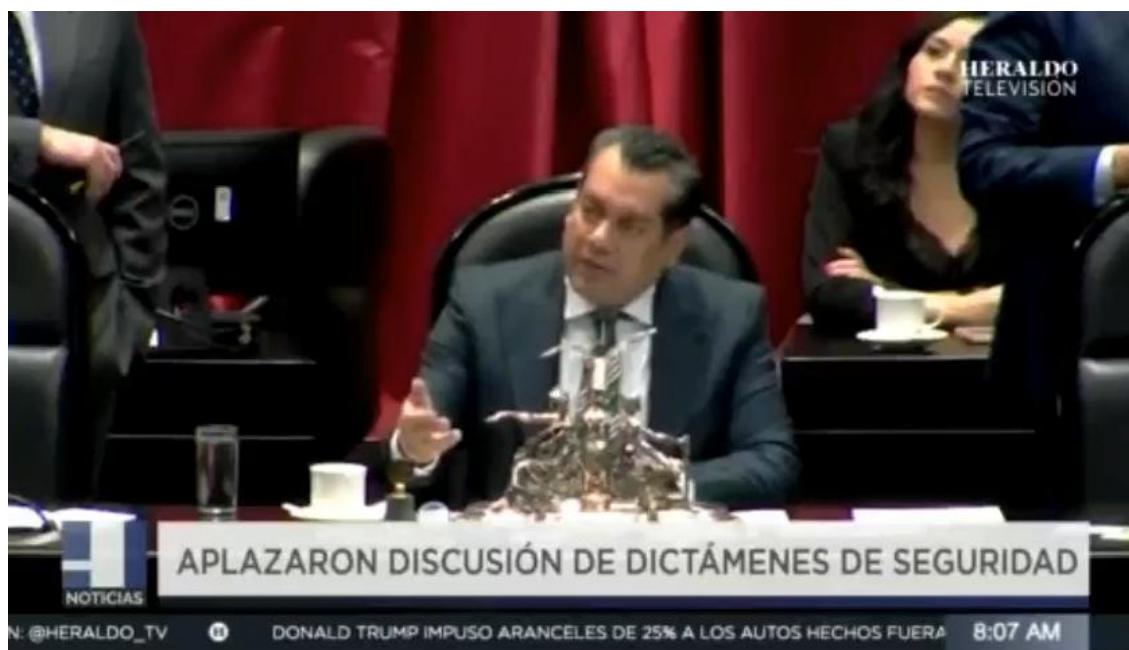 HERALDO
TELEVISIÓN
APLAZARON DISCUSIÓN DE DICTÁMENES DE SEGURIDAD
NOTICIAS
N: @HERALDO_TV
DONALD TRUMP IMPUSO ARANCELES DE 25% A LOS AUTOS HECHOS FUERA
8:07 AM